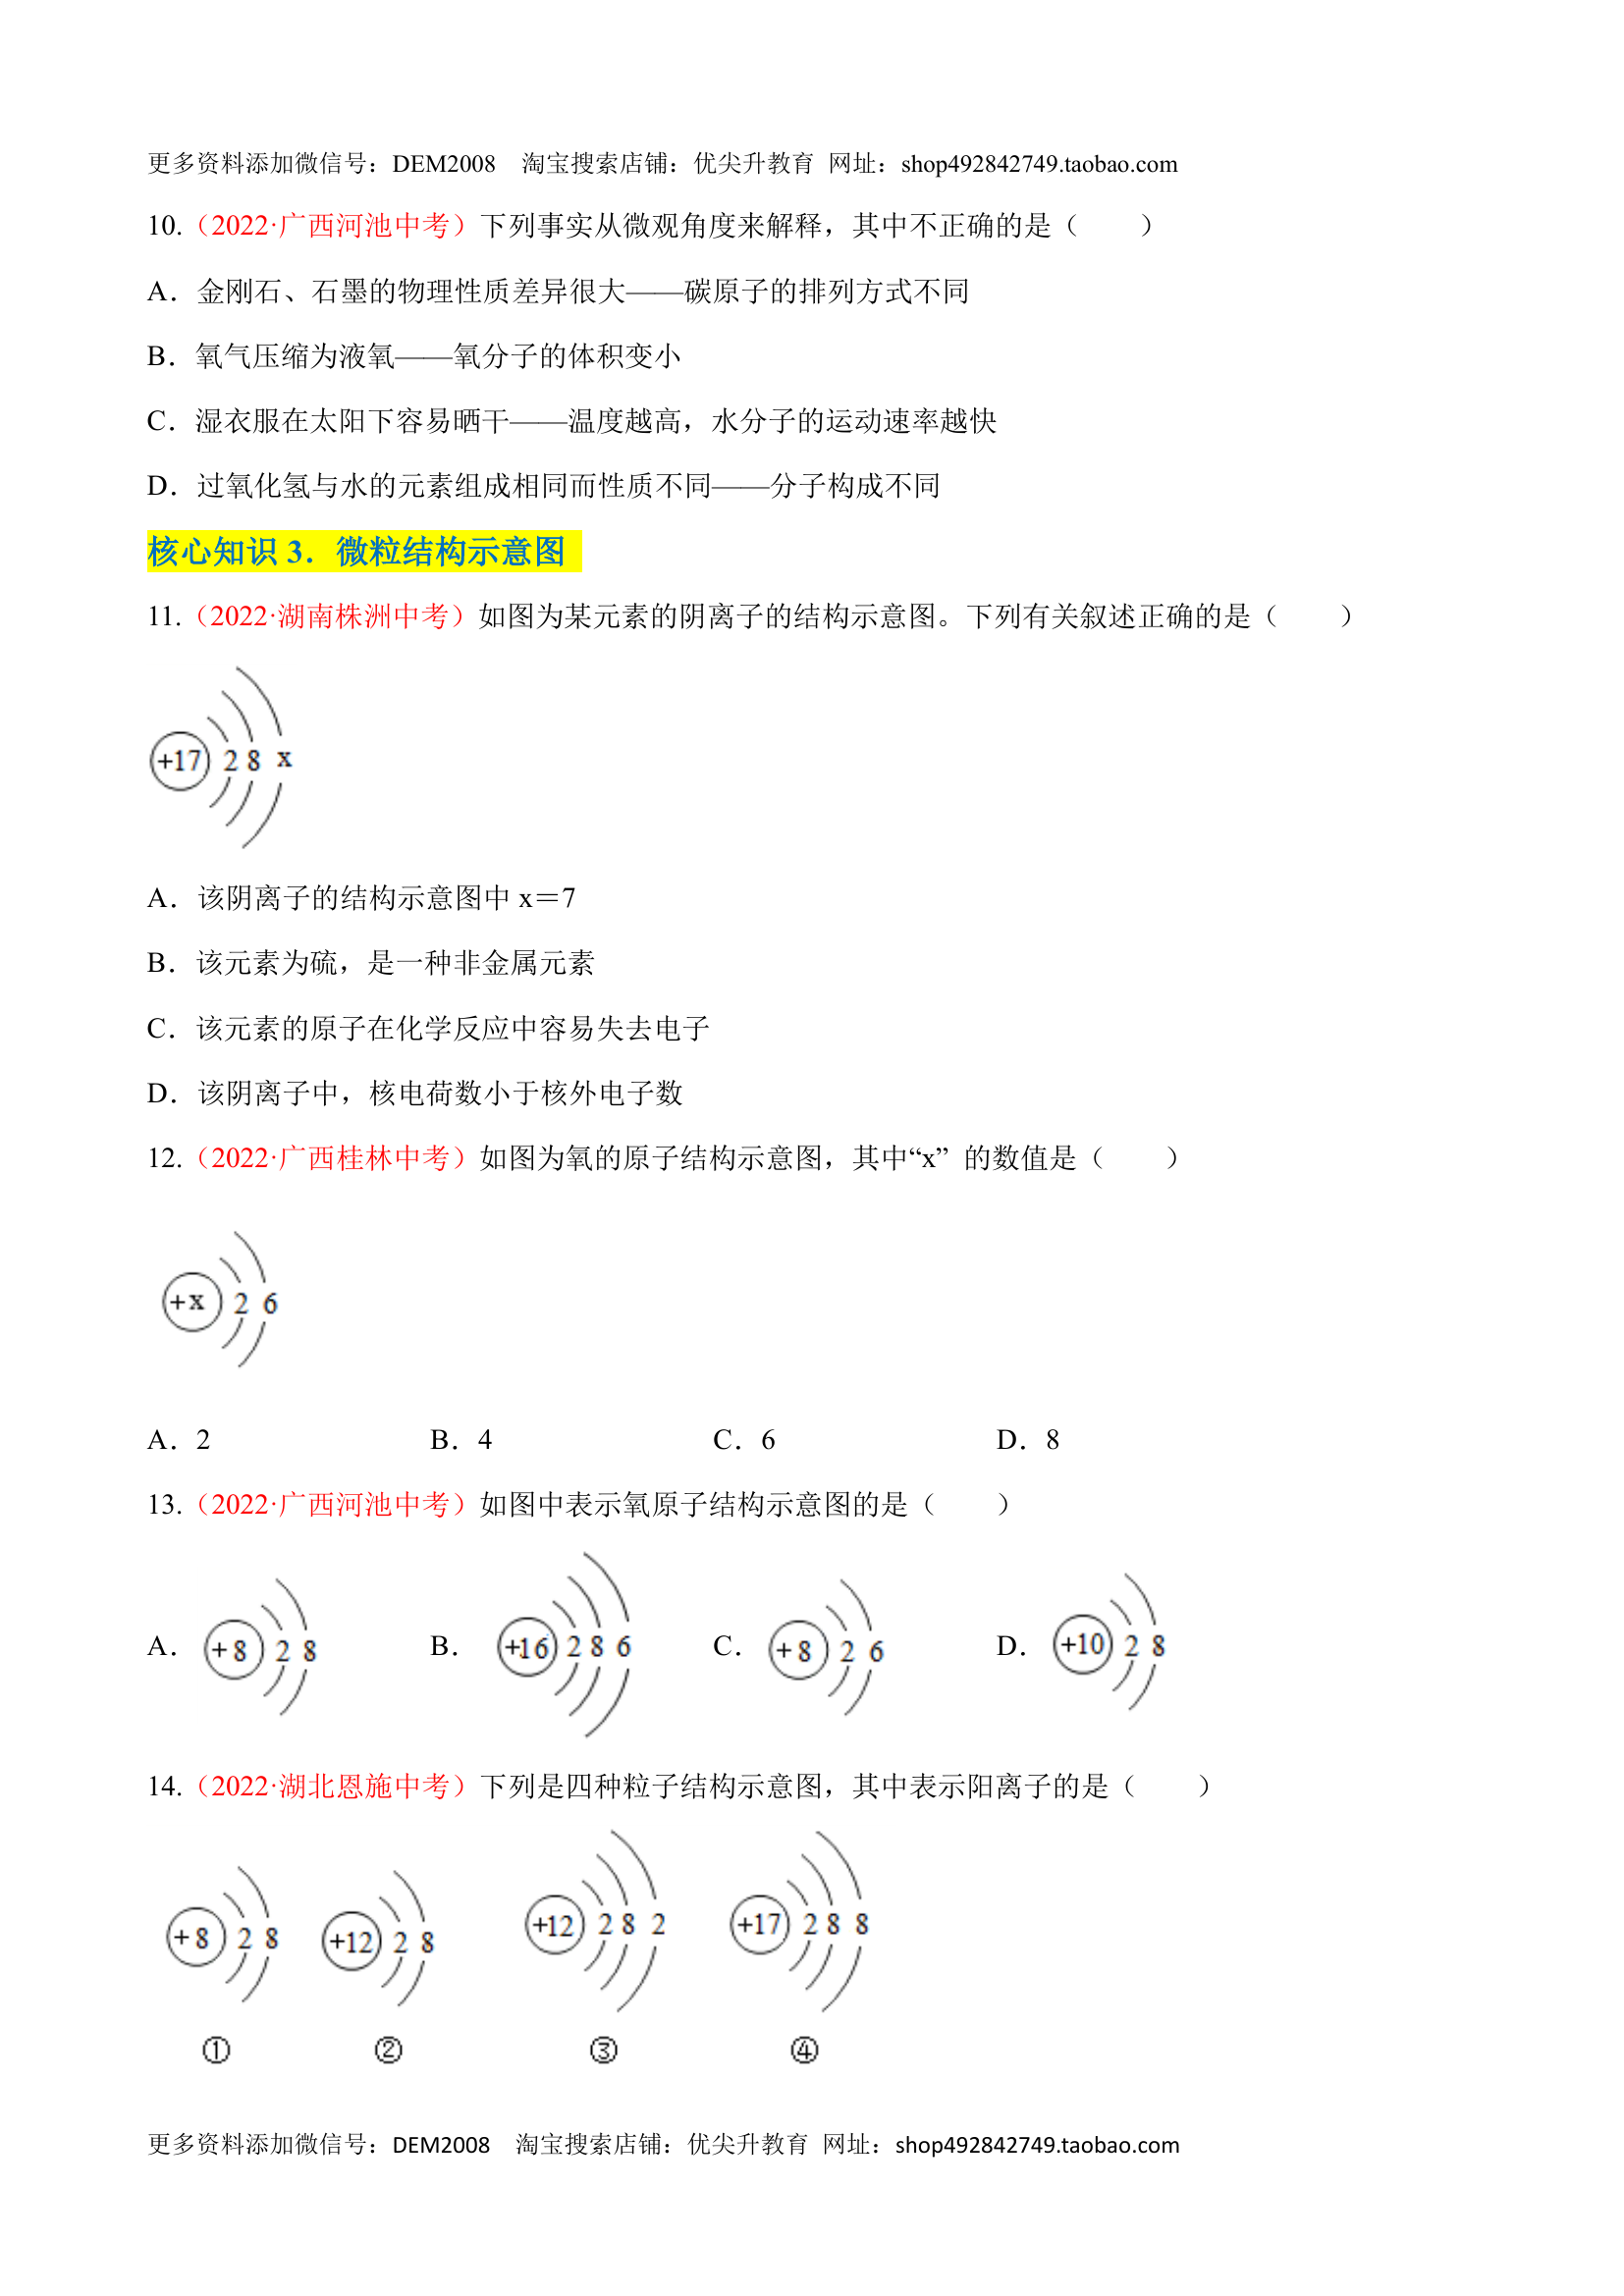 更多资料添加微信号：DEM2008 淘宝搜索店铺：优尖升教育 网址：shop492842749.taobao.com
10.（2022·广西河池中考）下列事实从微观角度来解释，其中不正确的是（　　）
A．金刚石、石墨的物理性质差异很大——碳原子的排列方式不同
B．氧气压缩为液氧——氧分子的体积变小
C．湿衣服在太阳下容易晒干——温度越高，水分子的运动速率越快
D．过氧化氢与水的元素组成相同而性质不同——分子构成不同
核心知识 3．微粒结构示意图
11.（2022·湖南株洲中考）如图为某元素的阴离子的结构示意图。下列有关叙述正确的是（　　）
+17 2 8 x
A．该阴离子的结构示意图中 x＝7
B．该元素为硫，是一种非金属元素
C．该元素的原子在化学反应中容易失去电子
D．该阴离子中，核电荷数小于核外电子数
12.（2022·广西桂林中考）如图为氧的原子结构示意图，其中“x” 的数值是（　　）
+x 2 6
A．2 B．4 C．6 D．8
13.（2022·广西河池中考）如图中表示氧原子结构示意图的是（　　）
A． +8 2 8 B． +16 2 8 6 C． +8 2 6 D． +10 2 8
14.（2022·湖北恩施中考）下列是四种粒子结构示意图，其中表示阳离子的是（　　）
+8 2 8 +12 2 8 +12 2 8 2 +17 2 8 8
① ② ③ ④
更多资料添加微信号：DEM2008 淘宝搜索店铺：优尖升教育 网址：shop492842749.taobao.com